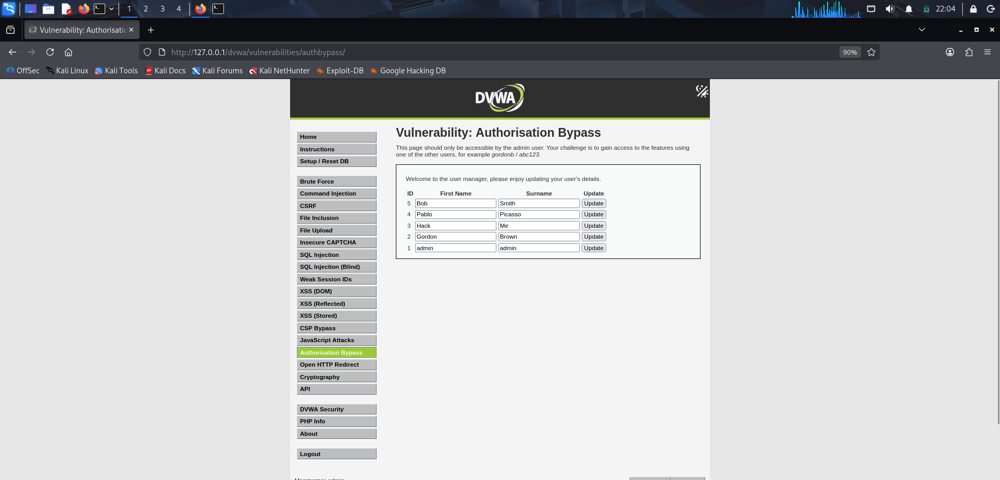 1 2 3 4 22:04
Vulnerability: Authorisatio
http://127.0.0.1/dvwa/vulnerabilities/authbypass/ 90%
OffSec Kali Linux Kali Tools Kali Docs Kali Forums Kali NetHunter Exploit-DB Google Hacking DB
DVWA
Home
Instructions
Setup / Reset DB
Brute Force
Command Injection
CSRF
File Inclusion
File Upload
Insecure CAPTCHA
SQL Injection
SQL Injection (Blind)
Weak Session IDs
XSS (DOM)
XSS (Reflected)
XSS (Stored)
CSP Bypass
JavaScript Attacks
Authorisation Bypass
Open HTTP Redirect
Cryptography
API
DVWA Security
PHP Info
About
Logout
Vulnerability: Authorisation Bypass
This page should only be accessible by the admin user. Your challenge is to gain access to the features using
one of the other users, for example gordonb / abc123.
Welcome to the user manager, please enjoy updating your user's details.
ID First Name Surname Update
5 Bob Smith Update
4 Pablo Picasso Update
3 Hack Me Update
2 Gordon Brown Update
1 admin admin Update
Username: admin